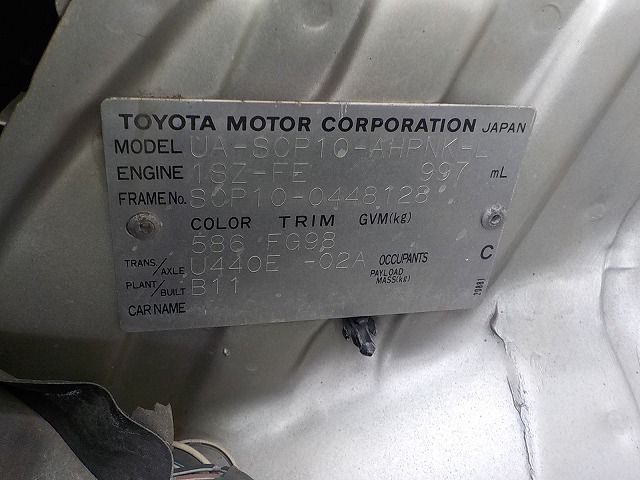 TOYOTA MOTOR CORPORATION JAPAN
MODEL UA-SCP10-AHPNK-L
ENGINE 1SZ-FE 997 mL
FRAME No. SCP10-0448128
COLOR TRIM GVM(kg)
586 FG98
TRANS./AXLE U440E -02A OCCUPANTS
PLANT/BUILT B11 PAYLOAD MASS(kg)
CAR NAME
C